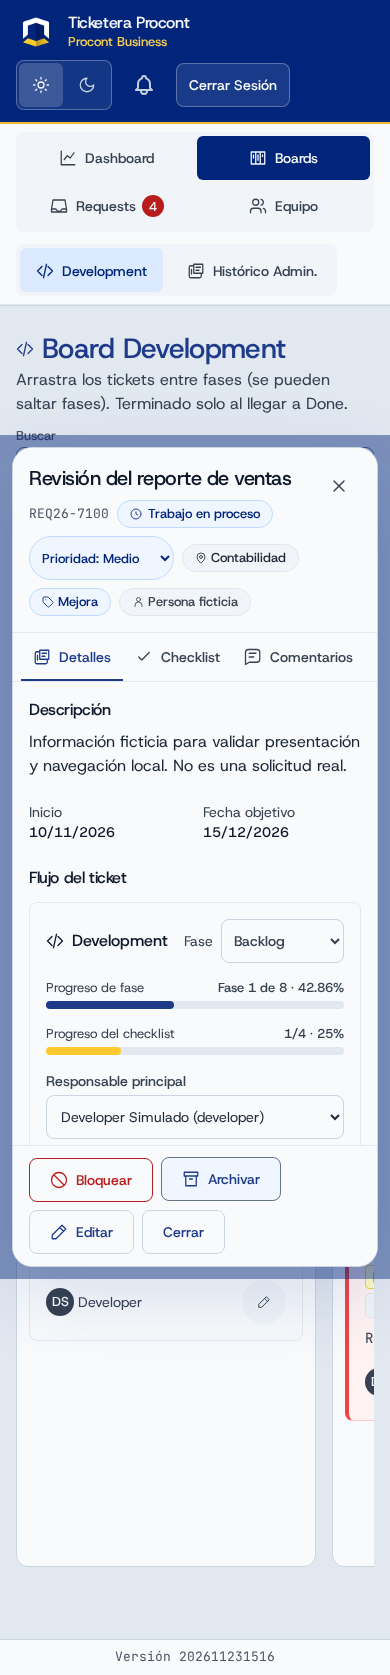 Ticketera Procont
Procont Business
Cerrar Sesión
Dashboard
Boards
Requests 4
Equipo
Development
Histórico Admin.
Board Development
Arrastra los tickets entre fases (se pueden
saltar fases). Terminado solo al llegar a Done.
Buscar
Revisión del reporte de ventas
REQ26-7100
Trabajo en proceso
Prioridad: Medio
Contabilidad
Mejora
Persona ficticia
Detalles
Checklist
Comentarios
Descripción
Información ficticia para validar presentación
y navegación local. No es una solicitud real.
Inicio
Fecha objetivo
10/11/2026
15/12/2026
Flujo del ticket
Development
Fase
Backlog
Progreso de fase
Fase 1 de 8 · 42.86%
Progreso del checklist
1/4 · 25%
Responsable principal
Developer Simulado (developer)
Bloquear
Archivar
Editar
Cerrar
DS Developer
R
Versión 202611231516